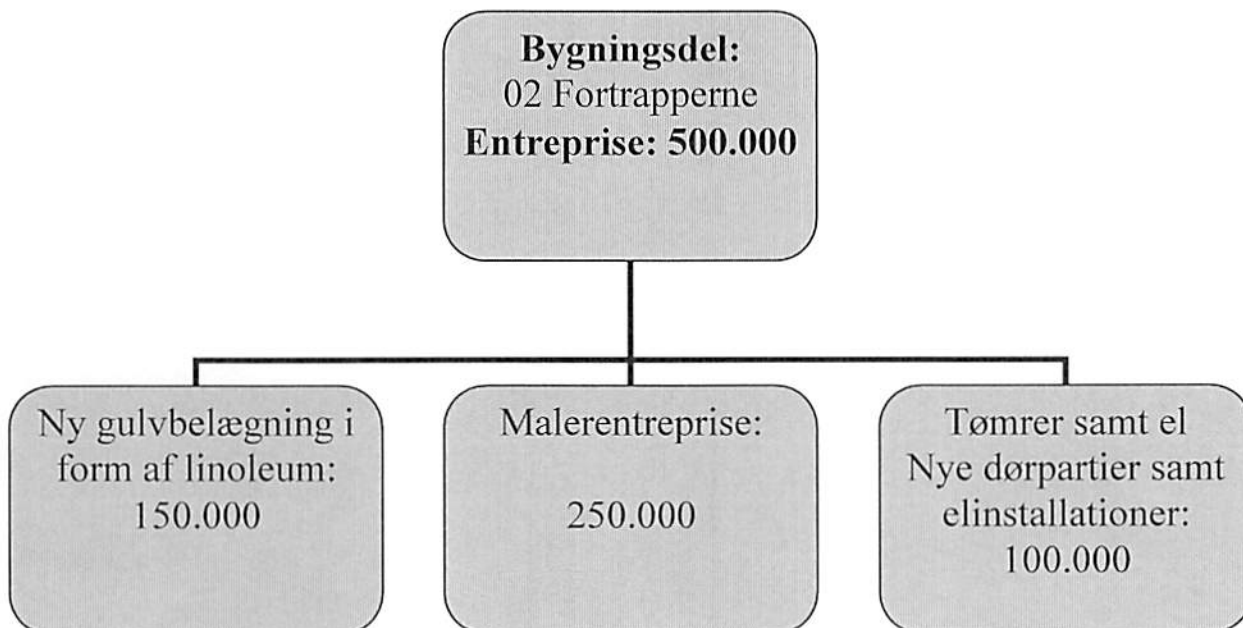 Bygningsdel:
02 Fortrapperne
Entreprise: 500.000
Ny gulvbelægning i
form af linoleum:
150.000
Malerentreprise:
250.000
Tømrer samt el
Nye dørpartier samt
elinstallationer:
100.000